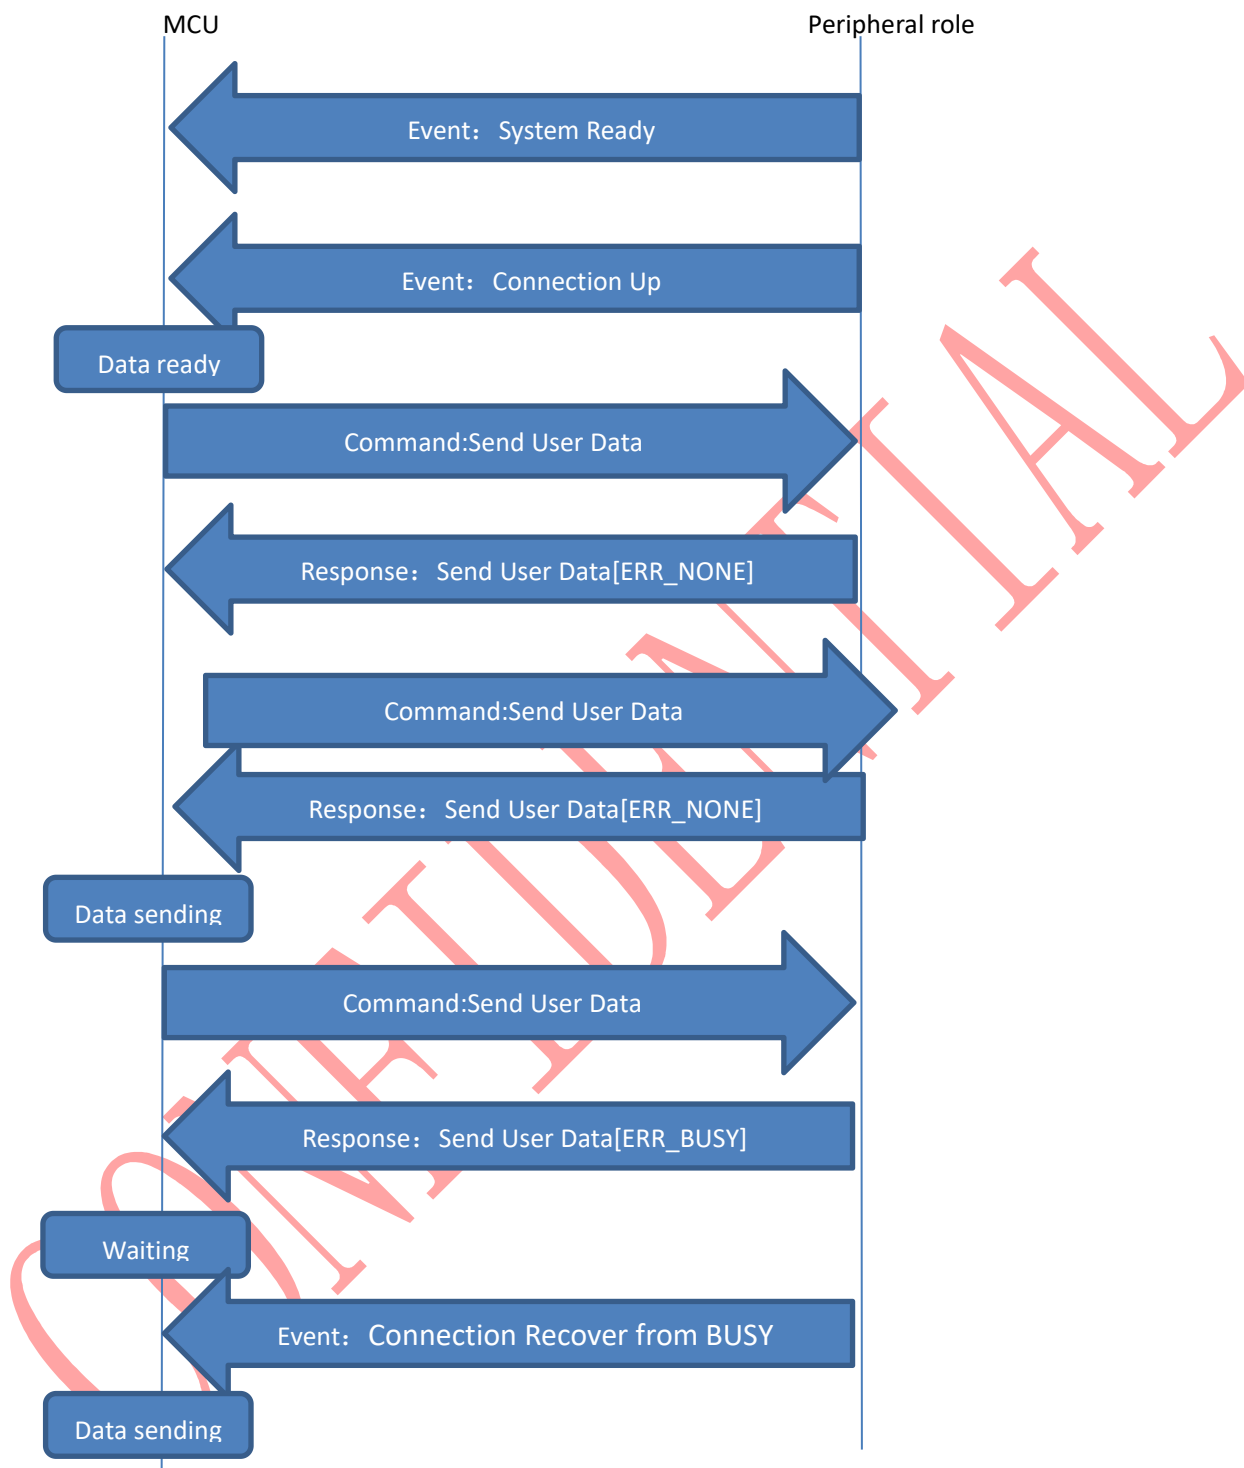 MCU Peripheral role
Event：System Ready
Event：Connection Up
Data ready
Command:Send User Data
Response：Send User Data[ERR_NONE]
Command:Send User Data
Response：Send User Data[ERR_NONE]
Data sending
Command:Send User Data
Response：Send User Data[ERR_BUSY]
Waiting
Event：Connection Recover from BUSY
Data sending
CONFIDENTIAL